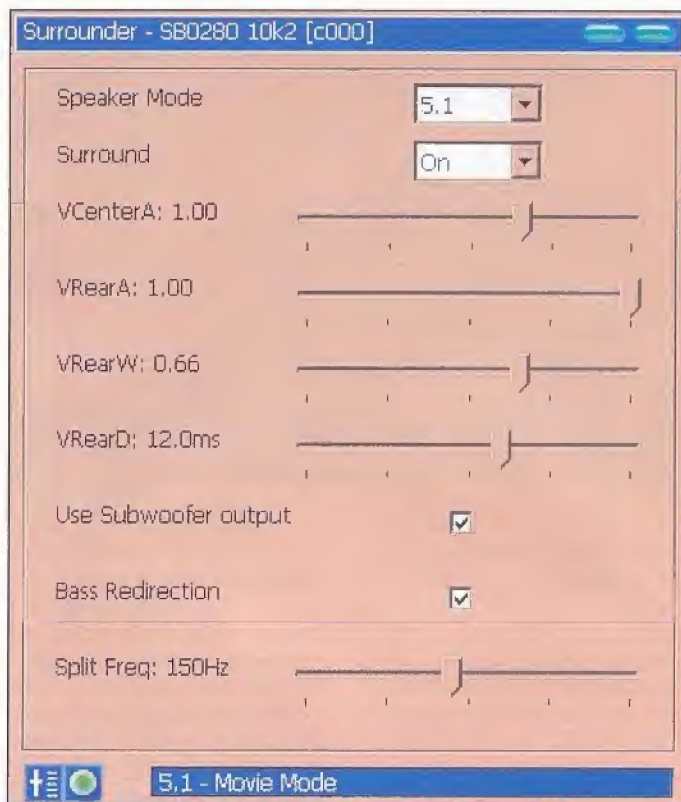 Surrounder - SB0280 10k2 [c000]
Speaker Mode 5.1
Surround On
VCenterA: 1.00
VRearA: 1.00
VRearW: 0.66
VRearD: 12.0ms
Use Subwoofer output
Bass Redirection
Split Freq: 150Hz
5.1 - Movie Mode